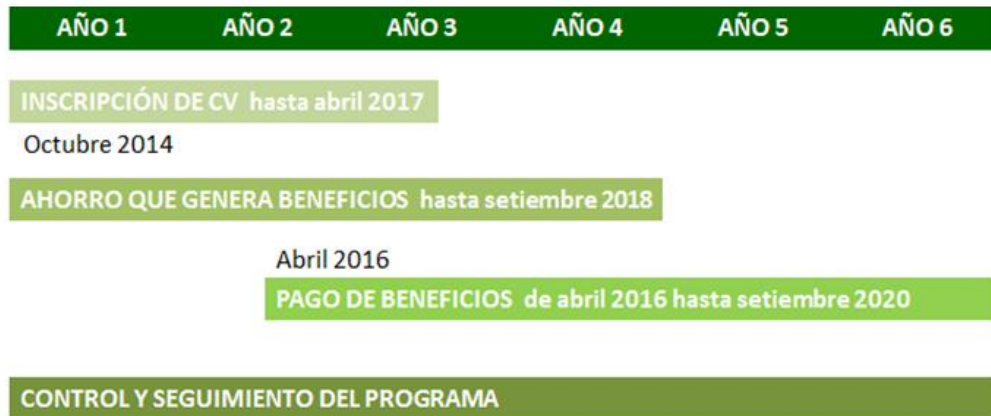 AÑO 1 AÑO 2 AÑO 3 AÑO 4 AÑO 5 AÑO 6
INSCRIPCIÓN DE CV hasta abril 2017
Octubre 2014
AHORRO QUE GENERA BENEFICIOS hasta setiembre 2018
Abril 2016
PAGO DE BENEFICIOS de abril 2016 hasta setiembre 2020
CONTROL Y SEGUIMIENTO DEL PROGRAMA